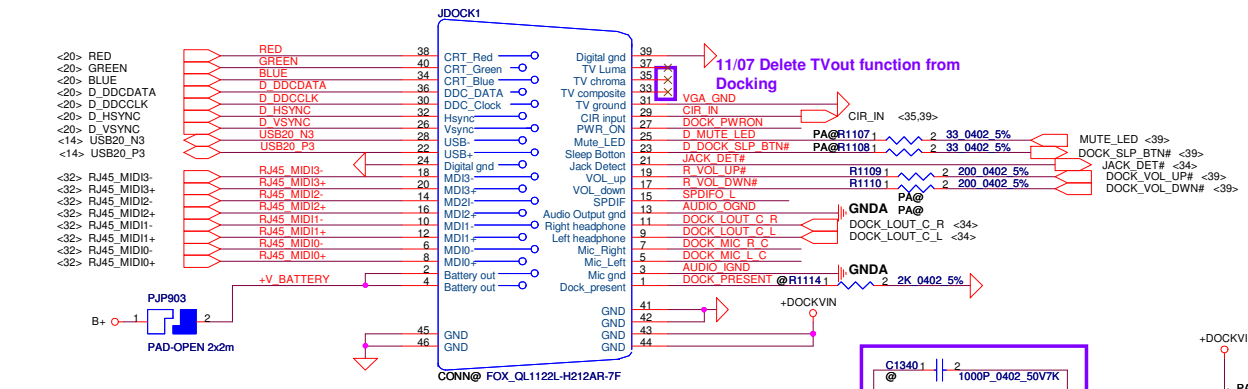 JDOCK1
<20> RED RED 38 CRT_Red Digital gnd 39
<20> GREEN GREEN 40 CRT_Green TV Luma 37
<20> BLUE BLUE 34 CRT_Blue TV chroma 35
<20> D_DDCDATA D_DDCDATA 36 DDC_DATA TV composite 33
11/07 Delete TVout function from
Docking
<20> D_DDCCLK D_DDCCLK 30 DDC_Clock TV ground 31 VGA_GND
<20> D_HSYNC D_HSYNC 32 Hsync CIR input 29 CIR_IN CIR_IN <35,39>
<20> D_VSYNC D_VSYNC 26 Vsync PWR_ON 27 DOCK_PWRON
<14> USB20_N3 USB20_N3 28 USB- Mute_LED 25 D_MUTE_LED PA@R1107 1 2 33_0402_5% MUTE_LED <39>
<14> USB20_P3 USB20_P3 22 USB+ Sleep Botton 23 D_DOCK_SLP_BTN# PA@R1108 1 2 33_0402_5% DOCK_SLP_BTN# <39>
24 Digital gnd Jack Detect 21 JACK_DET# JACK_DET# <34>
<32> RJ45_MIDI3- RJ45_MIDI3- 18 MDI3- VOL_up 19 R_VOL_UP# R1109 1 2 200_0402_5% DOCK_VOL_UP# <39>
<32> RJ45_MIDI3+ RJ45_MIDI3+ 20 MDI3+ VOL_down 17 R_VOL_DWN# R1110 1 2 200_0402_5% DOCK_VOL_DWN# <39>
<32> RJ45_MIDI2- RJ45_MIDI2- 14 MD2I- SPDIF 15 SPDIFO_L PA@
<32> RJ45_MIDI2+ RJ45_MIDI2+ 16 MDI2+ Audio Output gnd 13 AUDIO_OGND GNDA PA@
<32> RJ45_MIDI1- RJ45_MIDI1- 10 MDI1- Right headphone 11 DOCK_LOUT_C_R DOCK_LOUT_C_R <34>
<32> RJ45_MIDI1+ RJ45_MIDI1+ 12 MDI1+ Left headphone 9 DOCK_LOUT_C_L DOCK_LOUT_C_L <34>
<32> RJ45_MIDI0- RJ45_MIDI0- 6 MDI0- Mic_Right 7 DOCK_MIC_R_C
<32> RJ45_MIDI0+ RJ45_MIDI0+ 8 MDI0+ Mic_Left 5 DOCK_MIC_L_C
2 Battery out Mic gnd 3 AUDIO_IGND GNDA
+V_BATTERY 4 Battery out Dock_present 1 DOCK_PRESENT @R1114 1 2 2K_0402_5%
PJP903
B+ 1 2
PAD-OPEN 2x2m
+DOCKVIN
GND 41
GND 42
45 GND GND 43
46 GND GND 44
+DOCKVI
CONN@ FOX_QL1122L-H212AR-7F
C1340 1 2
@ 1000P_0402_50V7K